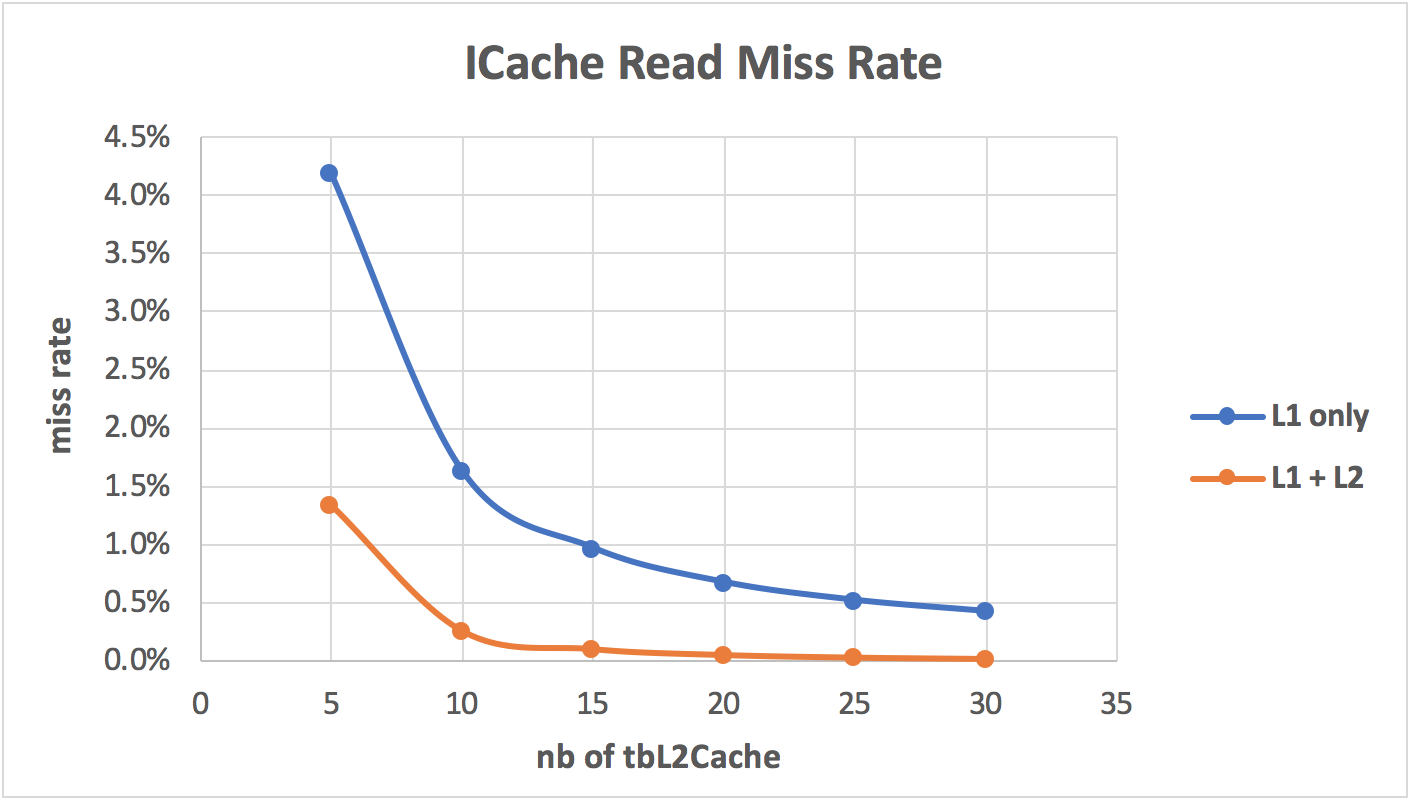 ICache Read Miss Rate
4.5%
4.0%
3.5%
3.0%
2.5%
2.0%
1.5%
1.0%
0.5%
0.0%
miss rate
0 5 10 15 20 25 30 35
nb of tbL2Cache
L1 only
L1 + L2